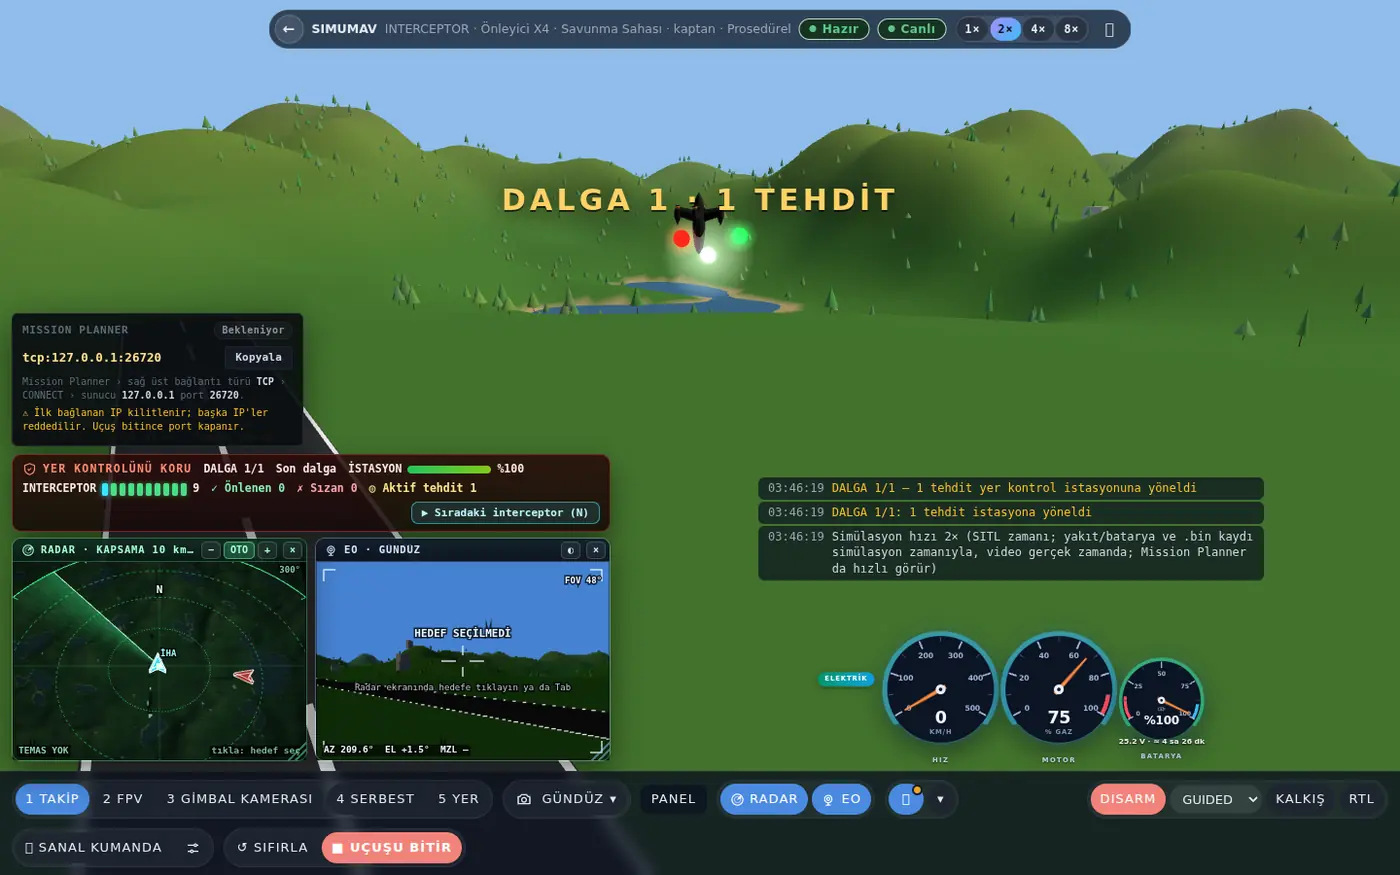 ← SIMUMAV INTERCEPTOR · Önleyici X4 · Savunma Sahası · kaptan · Prosedürel ● Hazır ● Canlı 1× 2× 4× 8×
DALGA 1 · 1 TEHDİT
MISSION PLANNER Bekleniyor
tcp:127.0.0.1:26720 Kopyala
Mission Planner › sağ üst bağlantı türü TCP ›
CONNECT › sunucu 127.0.0.1 port 26720.
⚠ İlk bağlanan IP kilitlenir; başka IP'ler
reddedilir. Uçuş bitince port kapanır.
YER KONTROLÜNÜ KORU DALGA 1/1 Son dalga İSTASYON %100
INTERCEPTOR 9 ✓ Önlenen 0 ✗ Sızan 0 ◎ Aktif tehdit 1
▶ Sıradaki interceptor (N)
RADAR · KAPSAMA 10 km… − OTO + ×
300°
N
İHA
TEMAS YOK tıkla: hedef seç
EO · GÜNDÜZ ◐ ×
FOV 48°
HEDEF SEÇİLMEDİ
Radar ekranında hedefe tıklayın ya da Tab
AZ 209.6° EL +1.5° MZL —
03:46:19 DALGA 1/1 — 1 tehdit yer kontrol istasyonuna yöneldi
03:46:19 DALGA 1/1: 1 tehdit istasyona yöneldi
03:46:19 Simülasyon hızı 2× (SITL zamanı; yakıt/batarya ve .bin kaydı
simülasyon zamanıyla, video gerçek zamanda; Mission Planner
da hızlı görür)
ELEKTRİK
0 100 200 300 400 500
0
KM/H
HIZ
0 20 40 60 80 100
75
% GAZ
MOTOR
0 25 50 75 100
%100
25.2 V · ≈ 4 sa 26 dk
BATARYA
1 TAKİP 2 FPV 3 GİMBAL KAMERASI 4 SERBEST 5 YER GÜNDÜZ ▾ PANEL RADAR EO ▾ DISARM GUIDED KALKIŞ RTL
SANAL KUMANDA ↺ SIFIRLA ■ UÇUŞU BİTİR